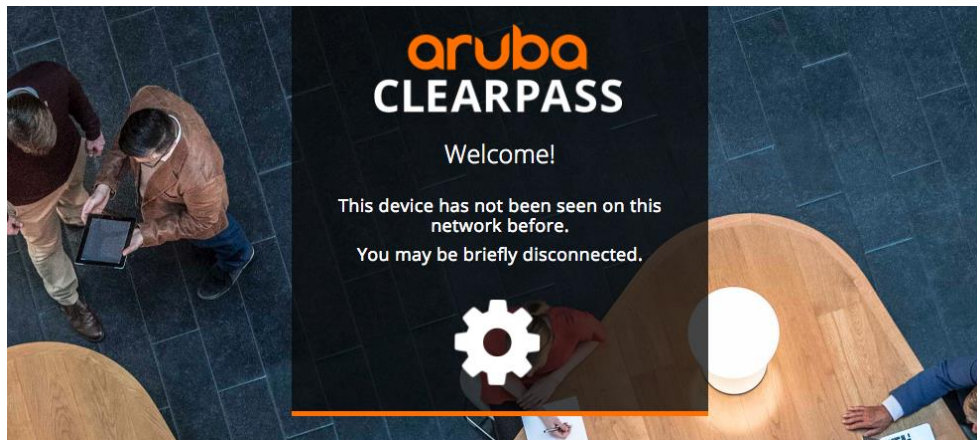 aruba
CLEARPASS
Welcome!
This device has not been seen on this
network before.
You may be briefly disconnected.